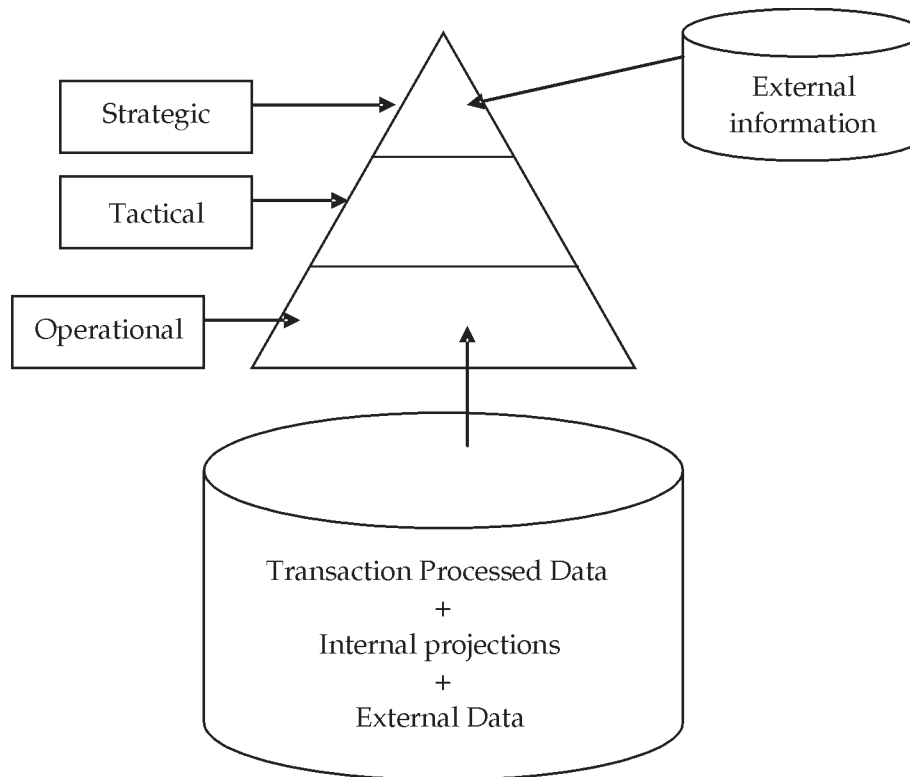 Strategic
External
information
Tactical
Operational
Transaction Processed Data
+
Internal projections
+
External Data